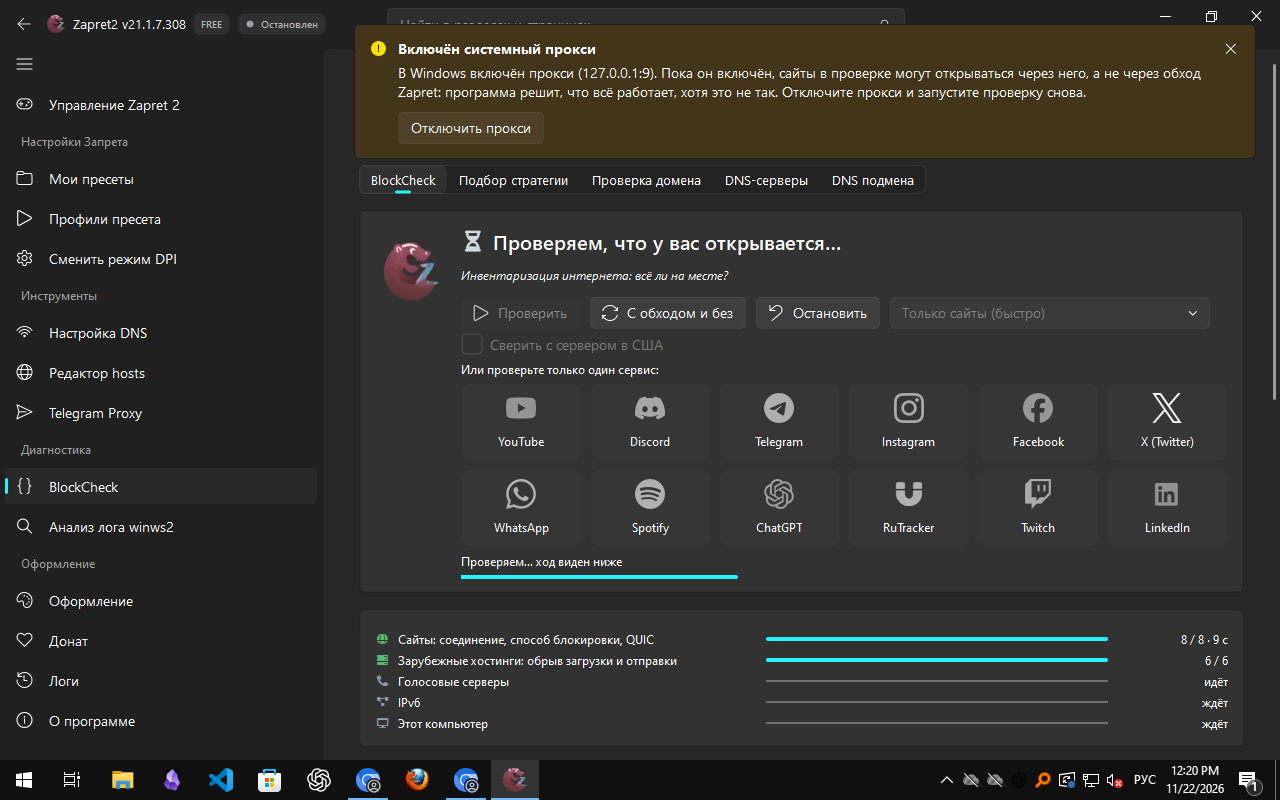 Zapret2 v21.1.7.308
FREE
Остановлен
Включён системный прокси
В Windows включён прокси (127.0.0.1:9). Пока он включён, сайты в проверке могут открываться через него, а не через обход
Zapret: программа решит, что всё работает, хотя это не так. Отключите прокси и запустите проверку снова.
Отключить прокси
Управление Zapret 2
Настройки Запрета
Мои пресеты
Профили пресета
Сменить режим DPI
Инструменты
Настройка DNS
Редактор hosts
Telegram Proxy
Диагностика
BlockCheck
Анализ лога winws2
Оформление
Оформление
Донат
Логи
О программе
BlockCheck
Подбор стратегии
Проверка домена
DNS-серверы
DNS подмена
Проверяем, что у вас открывается...
Инвентаризация интернета: всё ли на месте?
Проверить
С обходом и без
Остановить
Только сайты (быстро)
Сверить с сервером в США
Или проверьте только один сервис:
YouTube
Discord
Telegram
Instagram
Facebook
X (Twitter)
WhatsApp
Spotify
ChatGPT
RuTracker
Twitch
LinkedIn
Проверяем... ход виден ниже
Сайты: соединение, способ блокировки, QUIC
8 / 8 · 9 с
Зарубежные хостинги: обрыв загрузки и отправки
6 / 6
Голосовые серверы
идёт
IPv6
ждёт
Этот компьютер
ждёт
РУС
12:20 PM
11/22/2026
1